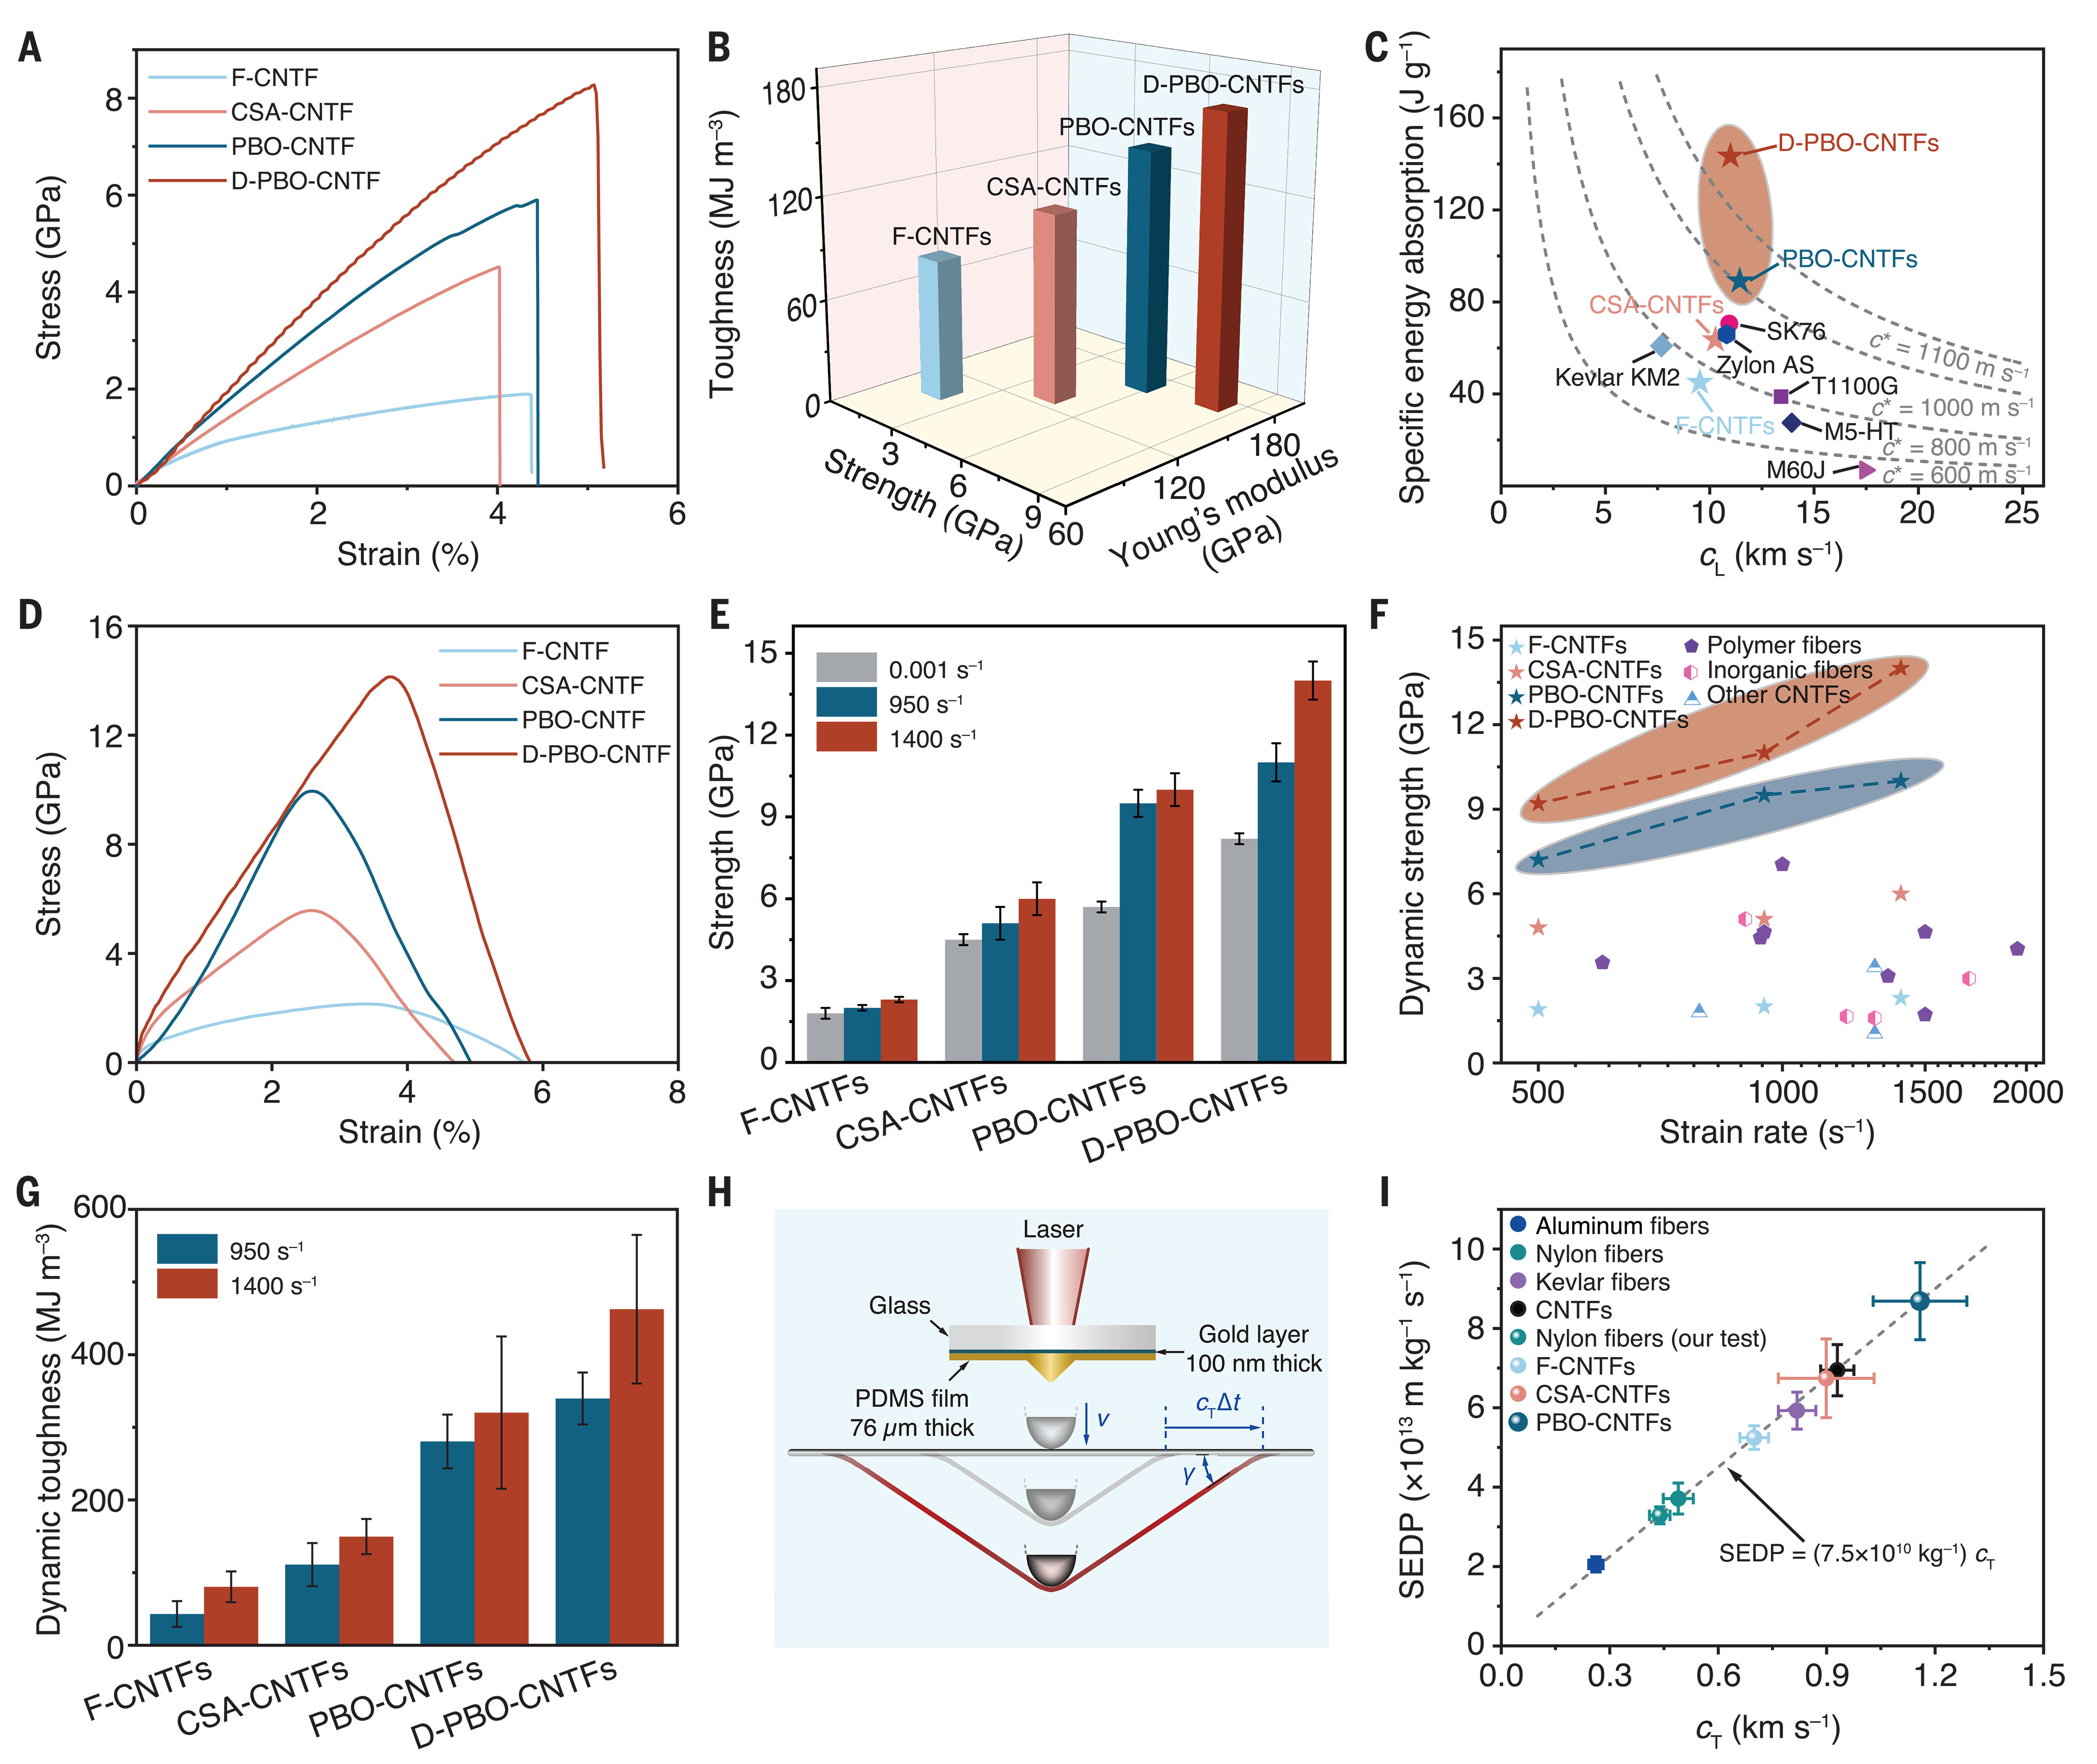 A
F-CNTF
CSA-CNTF
PBO-CNTF
D-PBO-CNTF
Stress (GPa)
8
6
4
2
0
0 2 4 6
Strain (%)
B
D-PBO-CNTFs
PBO-CNTFs
CSA-CNTFs
F-CNTFs
Toughness (MJ m⁻³)
180
120
60
0
3
6
9
Strength (GPa)
60
120
180
Young's modulus
(GPa)
C
Specific energy absorption (J g⁻¹)
160
120
80
40
D-PBO-CNTFs
PBO-CNTFs
CSA-CNTFs
SK76
Zylon AS
Kevlar KM2
T1100G
F-CNTFs
M5-HT
M60J
c* = 1100 m s⁻¹
c* = 1000 m s⁻¹
c* = 800 m s⁻¹
c* = 600 m s⁻¹
0 5 10 15 20 25
c_L (km s⁻¹)
D
F-CNTF
CSA-CNTF
PBO-CNTF
D-PBO-CNTF
Stress (GPa)
16
12
8
4
0
0 2 4 6 8
Strain (%)
E
0.001 s⁻¹
950 s⁻¹
1400 s⁻¹
Strength (GPa)
15
12
9
6
3
0
F-CNTFs
CSA-CNTFs
PBO-CNTFs
D-PBO-CNTFs
F
F-CNTFs
CSA-CNTFs
PBO-CNTFs
D-PBO-CNTFs
Polymer fibers
Inorganic fibers
Other CNTFs
Dynamic strength (GPa)
15
12
9
6
3
0
500 1000 1500 2000
Strain rate (s⁻¹)
G
950 s⁻¹
1400 s⁻¹
Dynamic toughness (MJ m⁻³)
600
400
200
0
F-CNTFs
CSA-CNTFs
PBO-CNTFs
D-PBO-CNTFs
H
Laser
Glass
Gold layer
100 nm thick
PDMS film
76 µm thick
v
c_TΔt
γ
I
Aluminum fibers
Nylon fibers
Kevlar fibers
CNTFs
Nylon fibers (our test)
F-CNTFs
CSA-CNTFs
PBO-CNTFs
SEDP (×10¹³ m kg⁻¹ s⁻¹)
10
8
6
4
2
0
SEDP = (7.5×10¹⁰ kg⁻¹) c_T
0.0 0.3 0.6 0.9 1.2 1.5
c_T (km s⁻¹)